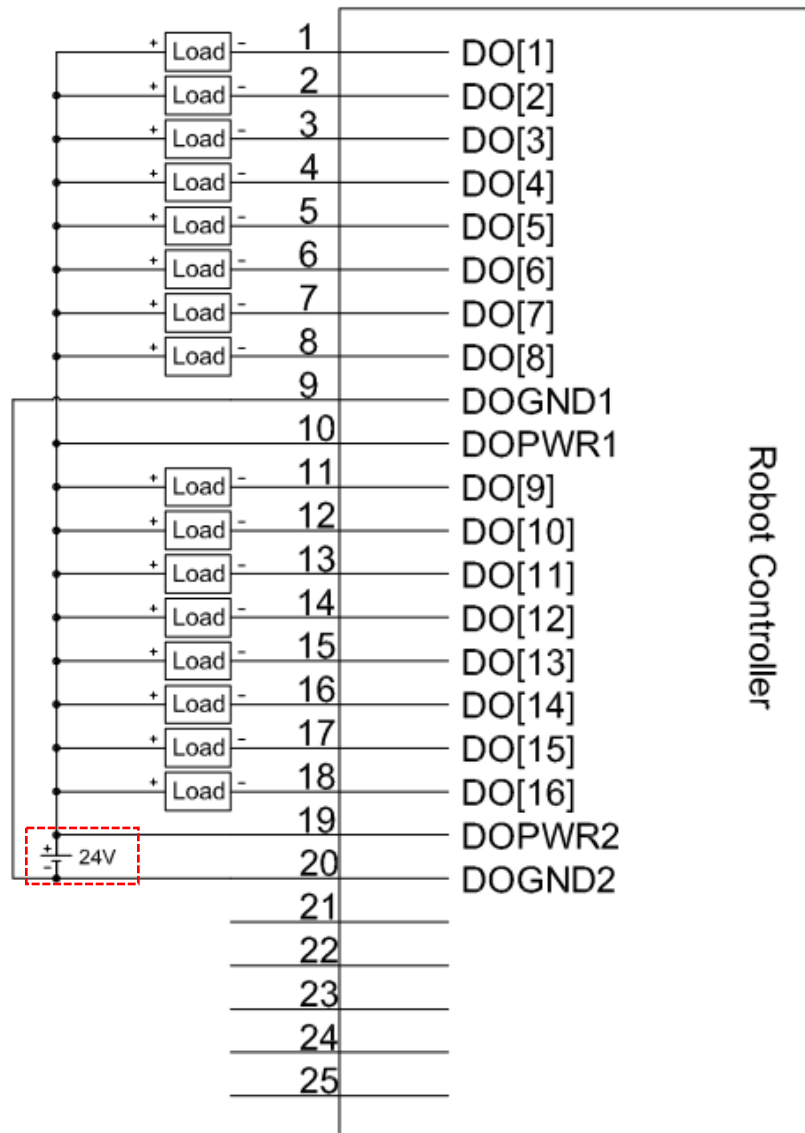 + Load - 1 DO[1]
+ Load - 2 DO[2]
+ Load - 3 DO[3]
+ Load - 4 DO[4]
+ Load - 5 DO[5]
+ Load - 6 DO[6]
+ Load - 7 DO[7]
+ Load - 8 DO[8]
9 DOGND1
10 DOPWR1
+ Load - 11 DO[9]
+ Load - 12 DO[10]
+ Load - 13 DO[11]
+ Load - 14 DO[12]
+ Load - 15 DO[13]
+ Load - 16 DO[14]
+ Load - 17 DO[15]
+ Load - 18 DO[16]
19 DOPWR2
+ - 24V
20 DOGND2
21
22
23
24
25
Robot Controller